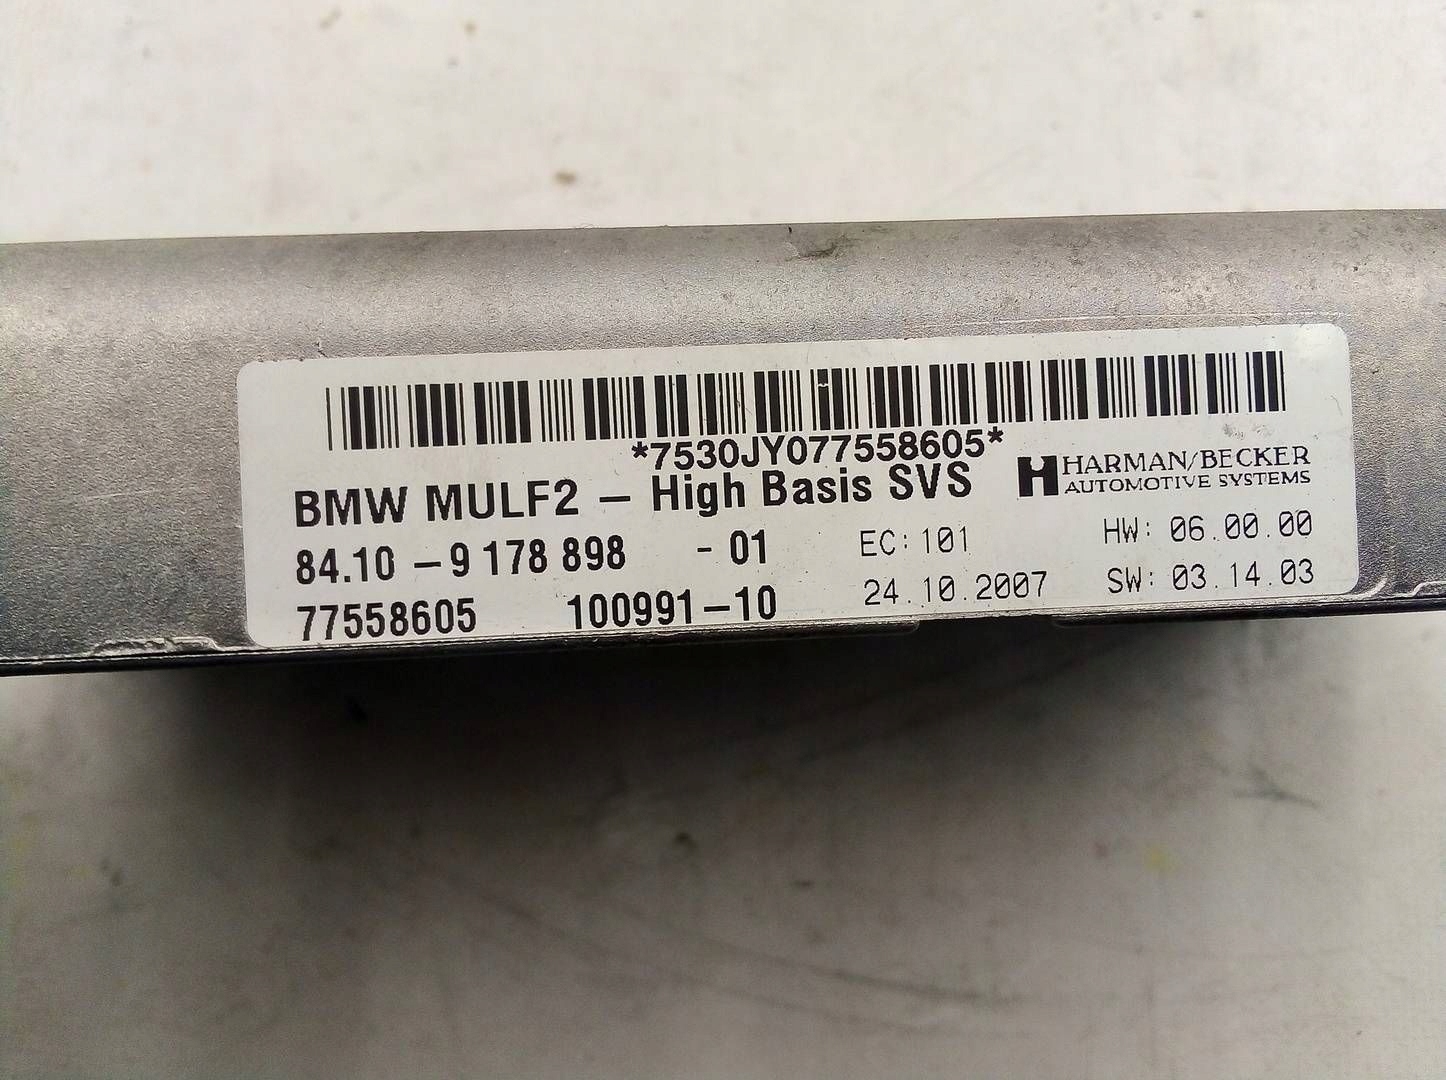 *7530JY077558605*
BMW MULF2 – High Basis SVS
HARMAN/BECKER
AUTOMOTIVE SYSTEMS
84.10 – 9 178 898 - 01
EC: 101
HW: 06.00.00
77558605 100991–10
24.10.2007
SW: 03.14.03